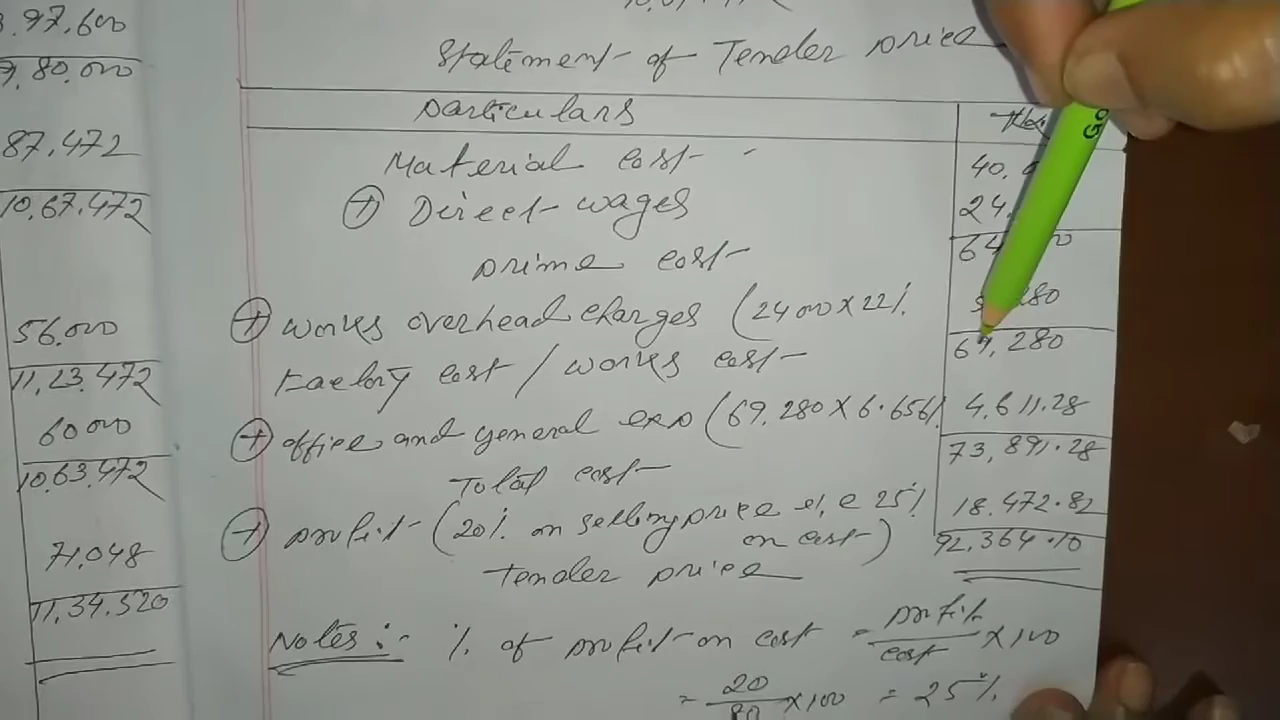 3,97,600
7,80,000
87,472
10,67,472
56,000
11,23,472
6000
10,63,472
71,048
11,34,520
Statement of Tender price
Particulars
Material cost 40,
+ Direct wages 24,
prime cost 64
+ works overhead charges (24000 X 22% 280
Factory cost / works cost 69,280
+ office and general exp (69,280 X 6.656% 4,611.28
73,891.28
Total cost
+ profit (20% on selling price i.e 25% on cost) 18,472.82
92,364.10
Tender price
Notes :- % of profit on cost = profit/cost X 100
= 20/80 X 100 = 25%